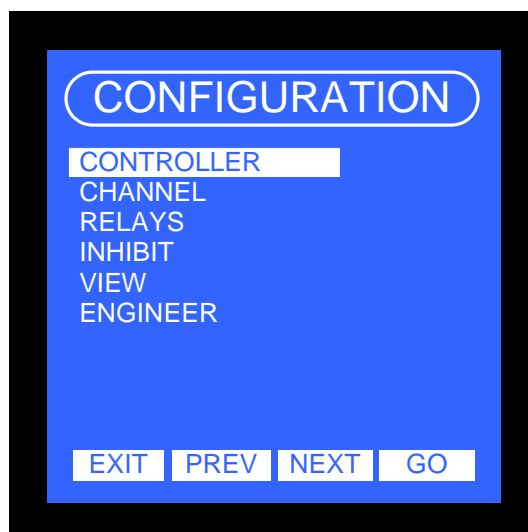 CONFIGURATION
CONTROLLER
CHANNEL
RELAYS
INHIBIT
VIEW
ENGINEER
EXIT PREV NEXT GO